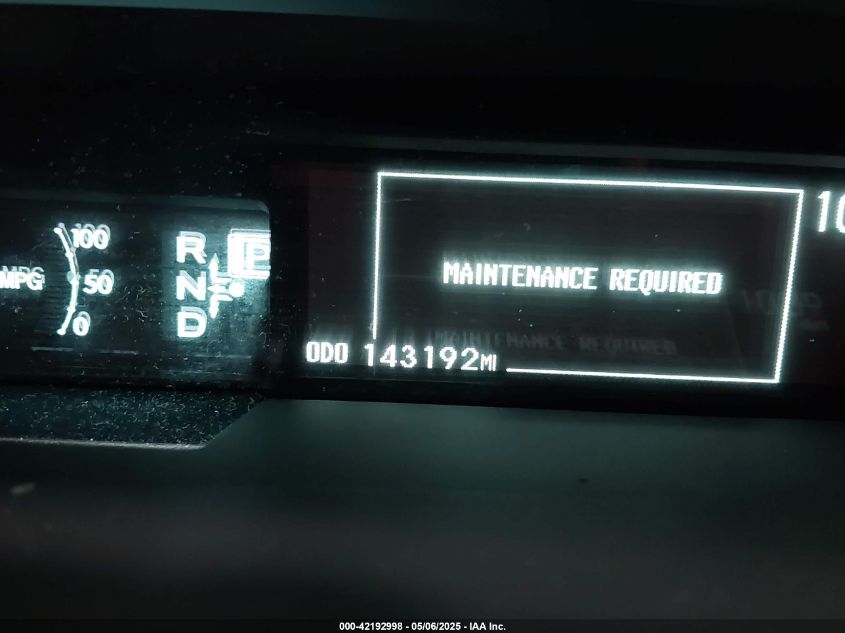 100
MPG 50
0
R P
N
D
MAINTENANCE REQUIRED
ODO 143192MI
000-42192998 - 05/06/2025 - IAA Inc.